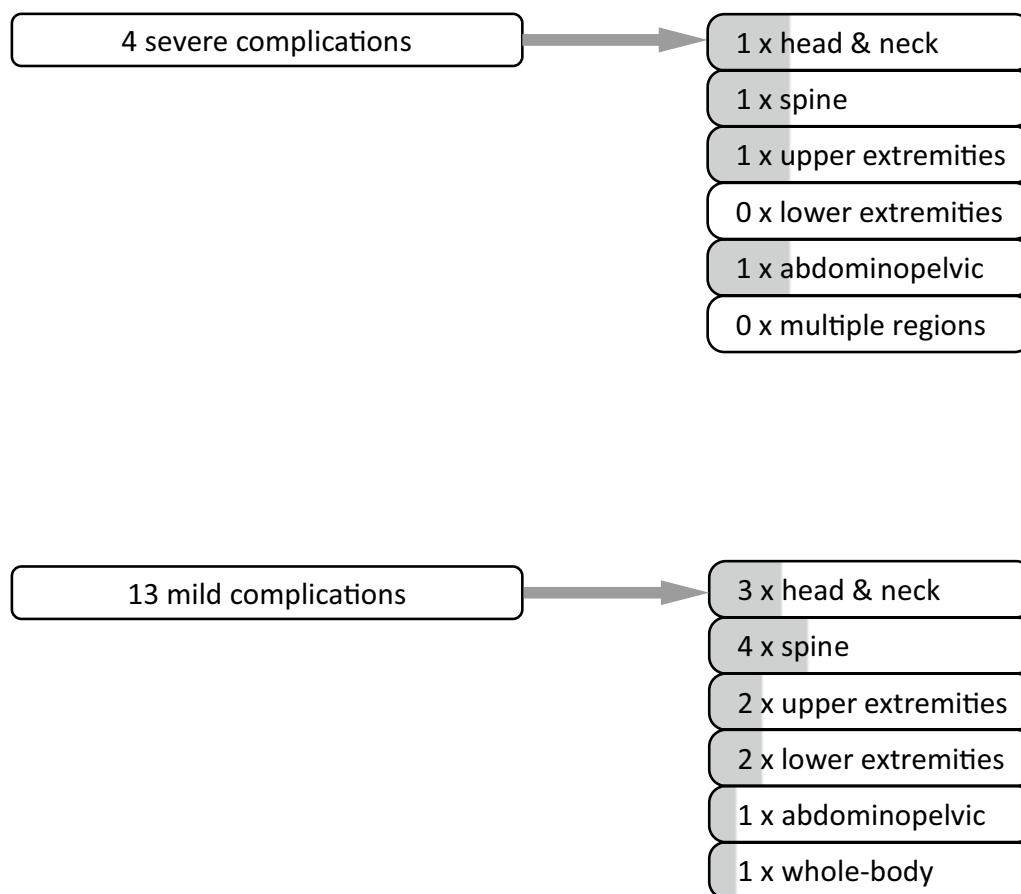 4 severe complications
1 x head & neck
1 x spine
1 x upper extremities
0 x lower extremities
1 x abdominopelvic
0 x multiple regions
13 mild complications
3 x head & neck
4 x spine
2 x upper extremities
2 x lower extremities
1 x abdominopelvic
1 x whole-body